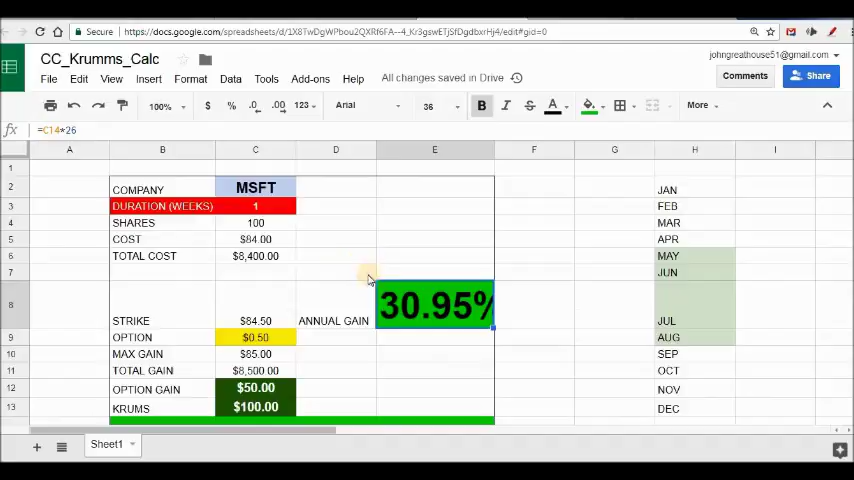 https://docs.google.com/spreadsheets/d/1X8TwDgWPbou2QXRf6FA--4_Kr3gswETjSfDgdbxrHj4/edit#gid=0
CC_Krumms_Calc
johngreathouse51@gmail.com
File Edit View Insert Format Data Tools Add-ons Help All changes saved in Drive
Comments Share
100% $ % .0 .00 123 Arial 36 B I S A More
fx =C14*26
A B C D E F G H I
1
2 COMPANY MSFT JAN
3 DURATION (WEEKS) 1 FEB
4 SHARES 100 MAR
5 COST $84.00 APR
6 TOTAL COST $8,400.00 MAY
7 JUN
8 STRIKE $84.50 ANNUAL GAIN 30.95% JUL
9 OPTION $0.50 AUG
10 MAX GAIN $85.00 SEP
11 TOTAL GAIN $8,500.00 OCT
12 OPTION GAIN $50.00 NOV
13 KRUMS $100.00 DEC
Sheet1